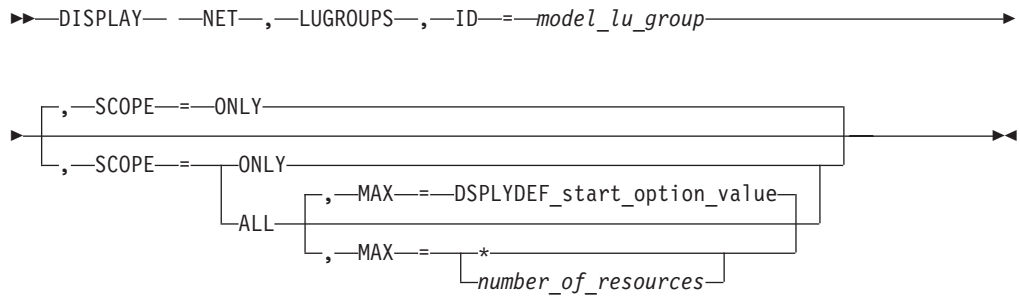 DISPLAY NET , LUGROUPS , ID = model_lu_group
, SCOPE = ONLY
, SCOPE = ONLY
, MAX = DSPLYDEF_start_option_value
ALL
, MAX = *
number_of_resources